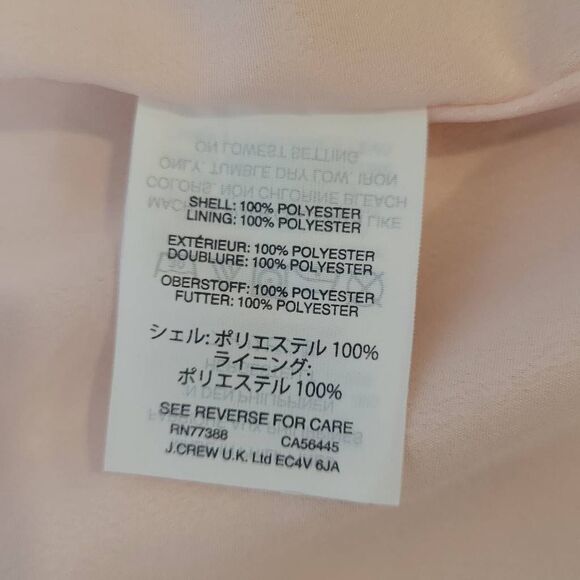 SHELL: 100% POLYESTER
LINING: 100% POLYESTER
EXTÉRIEUR: 100% POLYESTER
DOUBLURE: 100% POLYESTER
OBERSTOFF: 100% POLYESTER
FUTTER: 100% POLYESTER
シェル: ポリエステル 100%
ライニング:
ポリエステル 100%
SEE REVERSE FOR CARE
RN77388 CA56445
J.CREW U.K. Ltd EC4V 6JA